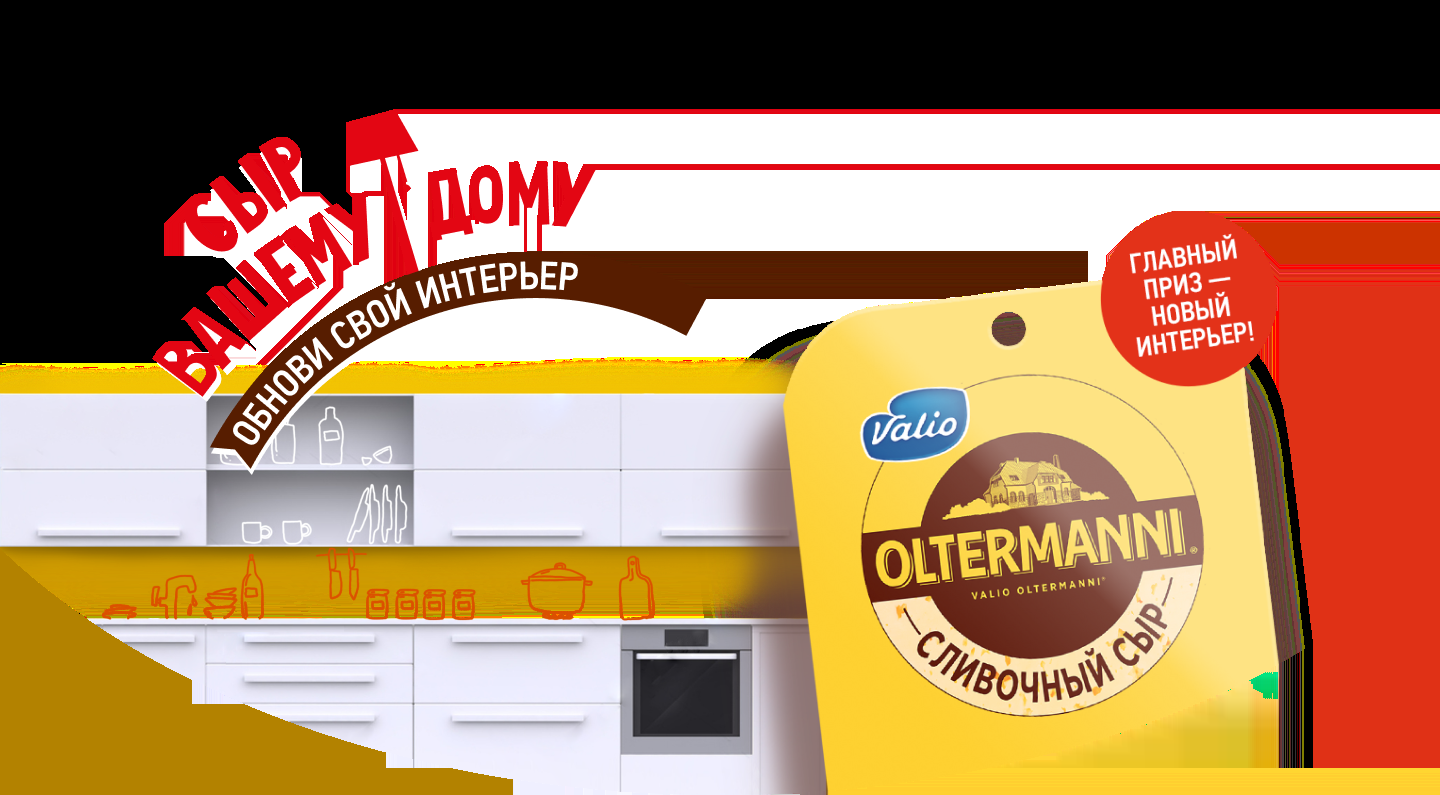 СЫР
ВАШЕМУ ДОМУ
ОБНОВИ СВОЙ ИНТЕРЬЕР
ГЛАВНЫЙ
ПРИЗ —
НОВЫЙ
ИНТЕРЬЕР!
Valio
OLTERMANNI®
VALIO OLTERMANNI®
—СЛИВОЧНЫЙ СЫР—